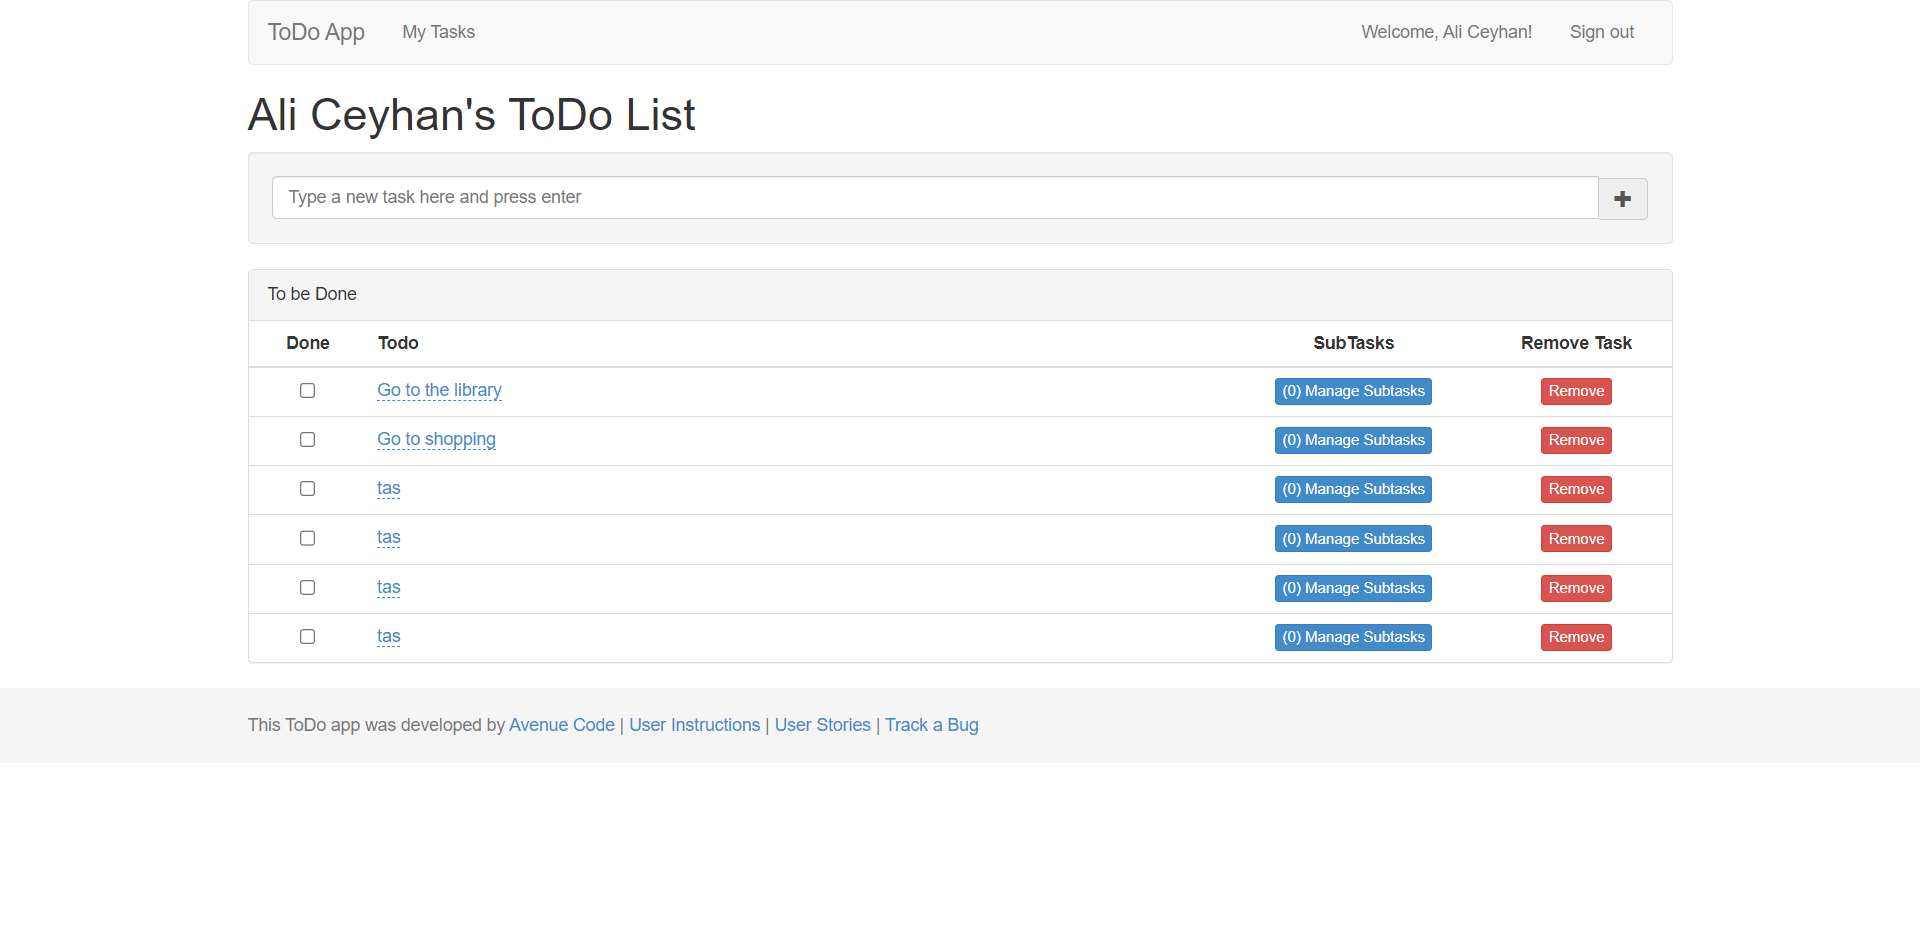 ToDo App My Tasks Welcome, Ali Ceyhan! Sign out
Ali Ceyhan's ToDo List
Type a new task here and press enter
To be Done
Done Todo SubTasks Remove Task
Go to the library (0) Manage Subtasks Remove
Go to shopping (0) Manage Subtasks Remove
tas (0) Manage Subtasks Remove
tas (0) Manage Subtasks Remove
tas (0) Manage Subtasks Remove
tas (0) Manage Subtasks Remove
This ToDo app was developed by Avenue Code | User Instructions | User Stories | Track a Bug